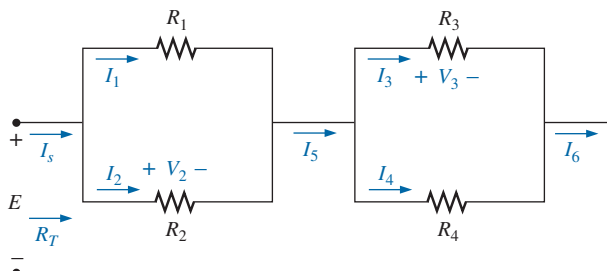 R1 R3
I1 I3 + V3 −
+ Is I2 + V2 − I5 I4 I6
E
RT R2 R4
−